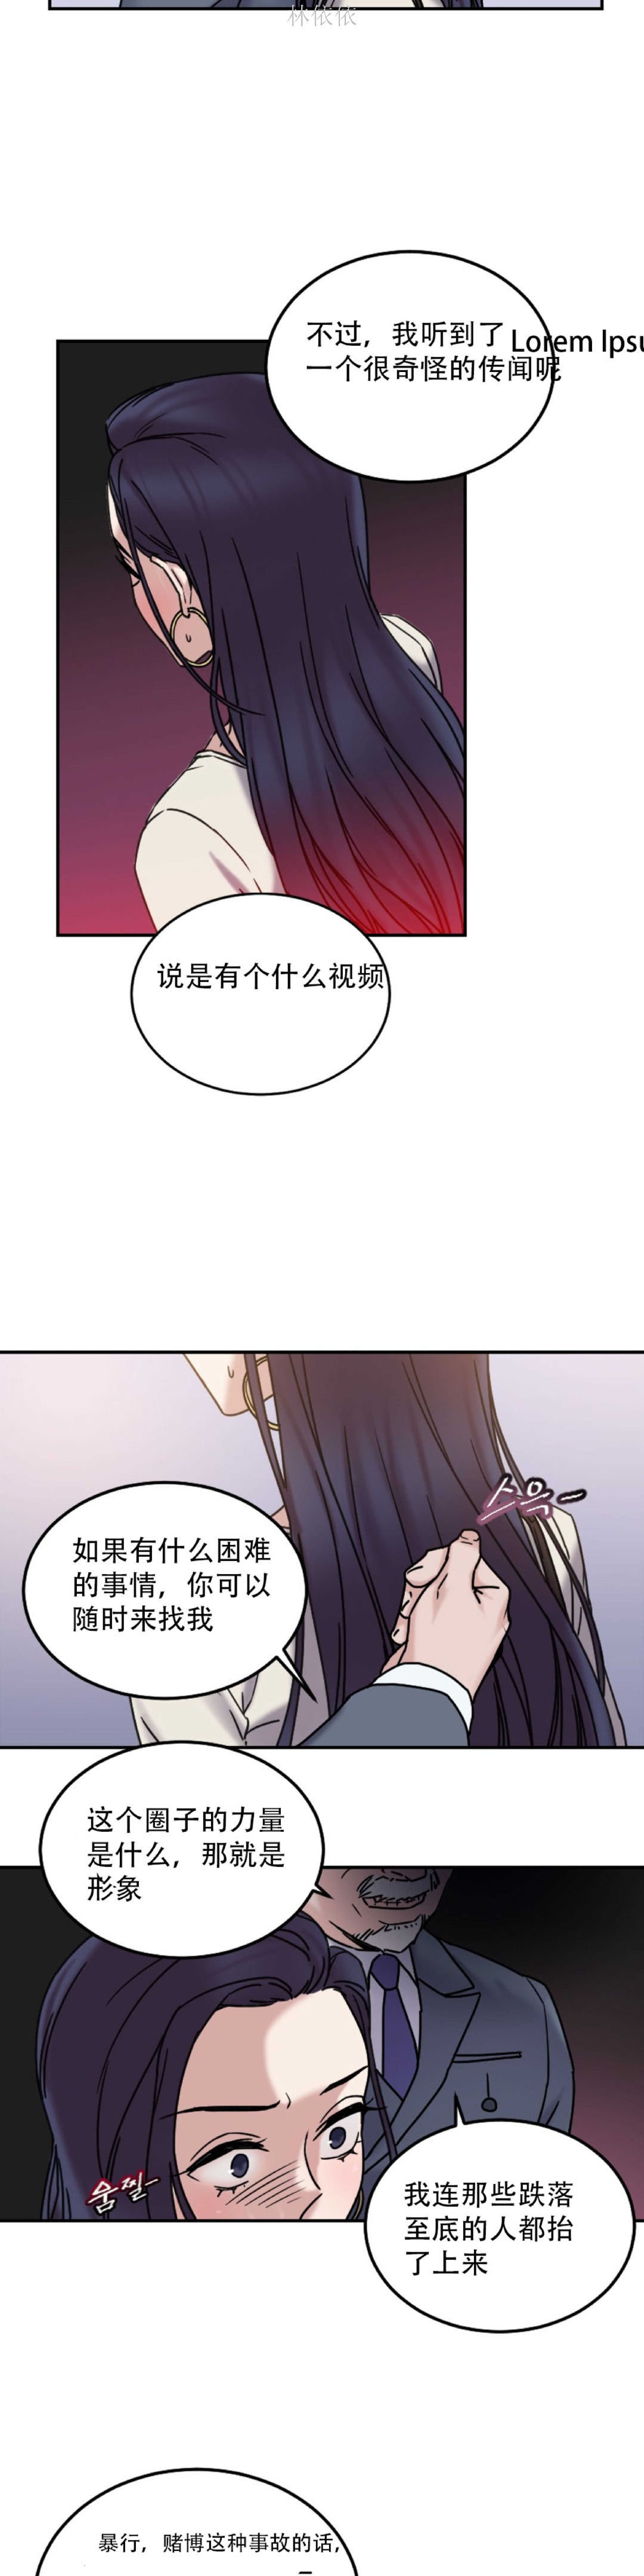 林依依
不过，我听到了
一个很奇怪的传闻呢
Lorem Ipsu
说是有个什么视频
스윽~
如果有什么困难
的事情，你可以
随时来找我
这个圈子的力量
是什么，那就是
形象
움찔~
我连那些跌落
至底的人都抬
了上来
暴行，赌博这种事故的话，